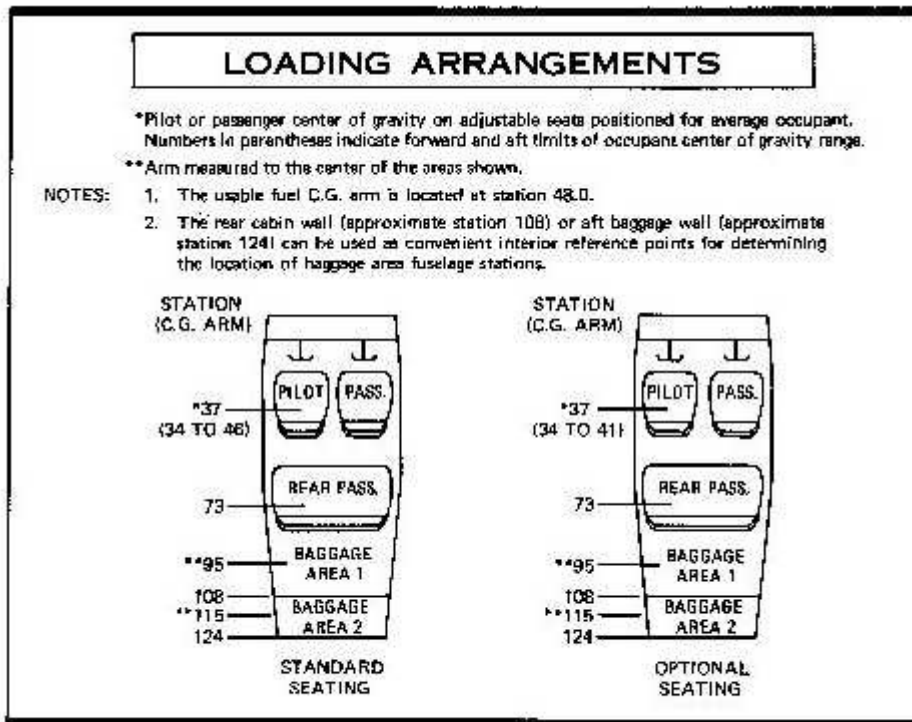 LOADING ARRANGEMENTS
*Pilot or passenger center of gravity on adjustable seats positioned for average occupant.
Numbers in parentheses indicate forward and aft limits of occupant center of gravity range.
**Arm measured to the center of the areas shown.
NOTES: 1. The usable fuel C.G. arm is located at station 48.0.
2. The rear cabin wall (approximate station 108) or aft baggage wall (approximate
station 124) can be used as convenient interior reference points for determining
the location of baggage area fuselage stations.
STATION
(C.G. ARM)
PILOT PASS.
*37
(34 TO 46)
REAR PASS.
73
BAGGAGE
AREA 1
**95
108
**115
BAGGAGE
AREA 2
124
STANDARD
SEATING
STATION
(C.G. ARM)
PILOT PASS.
*37
(34 TO 41)
REAR PASS.
73
BAGGAGE
AREA 1
**95
108
**115
BAGGAGE
AREA 2
124
OPTIONAL
SEATING